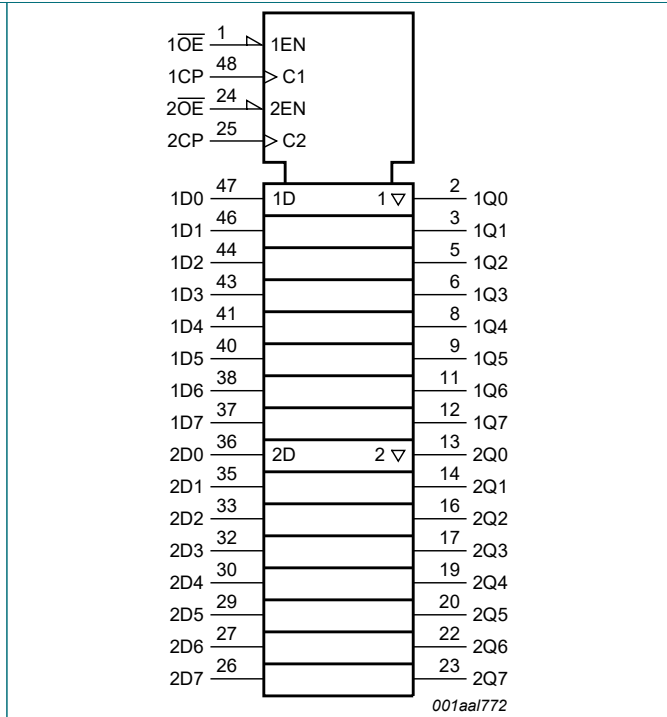 1OE 1 1EN
1CP 48 C1
2OE 24 2EN
2CP 25 C2
1D0 47 1D 1 ▽ 2 1Q0
1D1 46 3 1Q1
1D2 44 5 1Q2
1D3 43 6 1Q3
1D4 41 8 1Q4
1D5 40 9 1Q5
1D6 38 11 1Q6
1D7 37 12 1Q7
2D0 36 2D 2 ▽ 13 2Q0
2D1 35 14 2Q1
2D2 33 16 2Q2
2D3 32 17 2Q3
2D4 30 19 2Q4
2D5 29 20 2Q5
2D6 27 22 2Q6
2D7 26 23 2Q7
001aal772